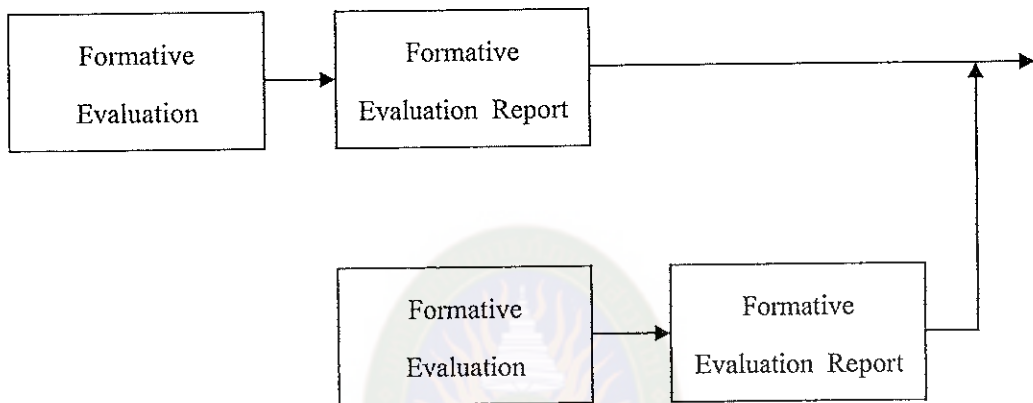 Formative
Evaluation
Formative
Evaluation Report
Formative
Evaluation
Formative
Evaluation Report